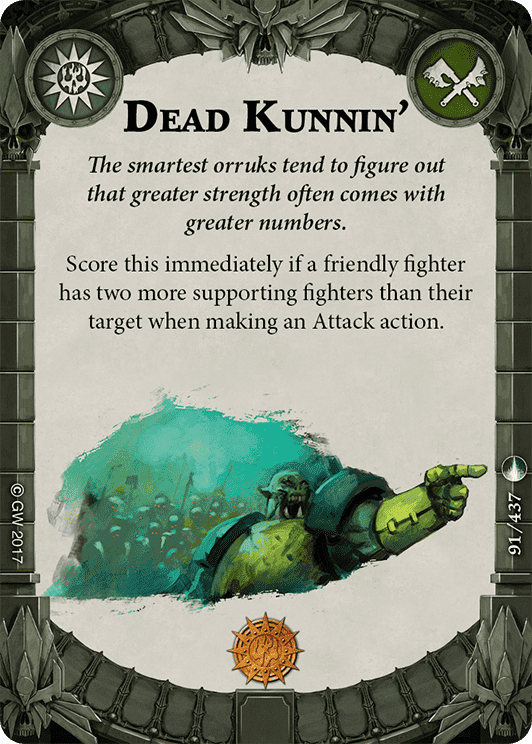 DEAD KUNNIN’
The smartest orruks tend to figure out
that greater strength often comes with
greater numbers.
Score this immediately if a friendly fighter
has two more supporting fighters than their
target when making an Attack action.
© GW 2017
91/437